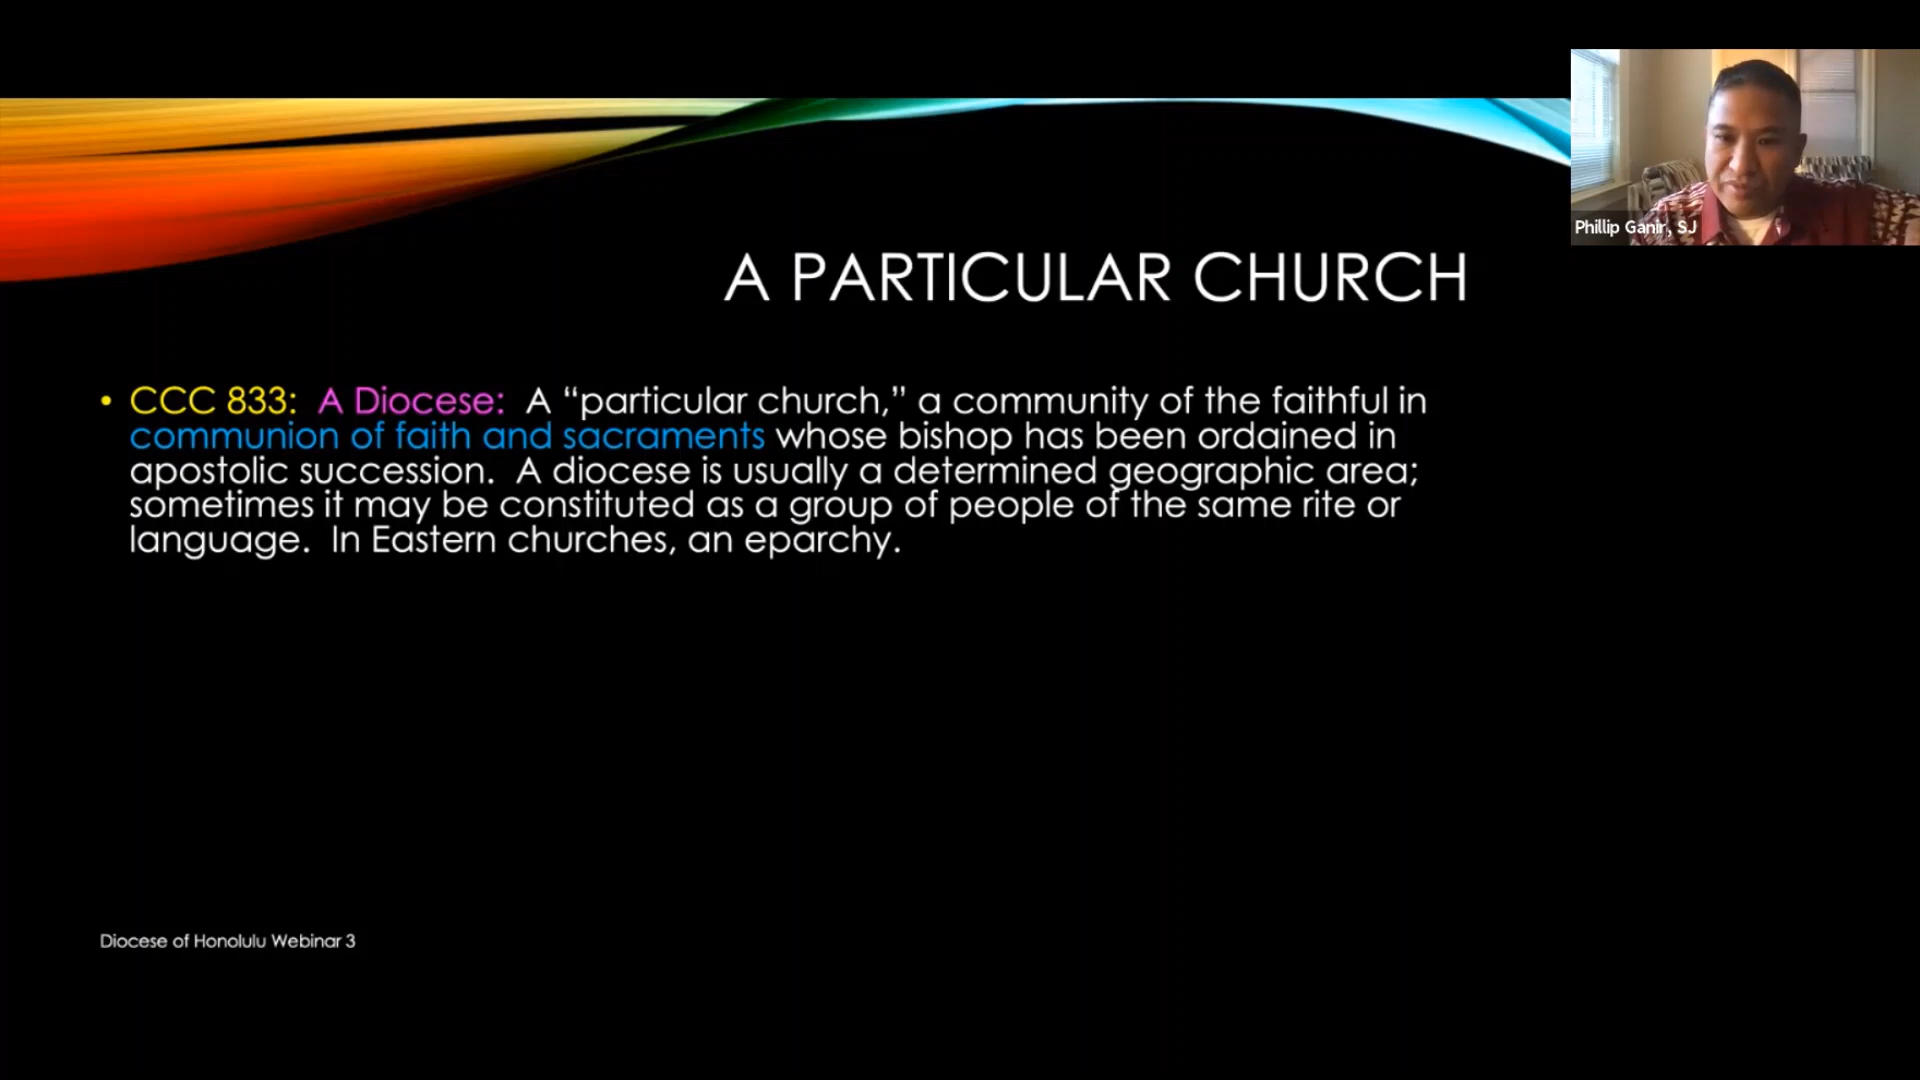 Phillip Ganir, SJ
A PARTICULAR CHURCH
• CCC 833:  A Diocese:  A “particular church,” a community of the faithful in
communion of faith and sacraments whose bishop has been ordained in
apostolic succession.  A diocese is usually a determined geographic area;
sometimes it may be constituted as a group of people of the same rite or
language.  In Eastern churches, an eparchy.
Diocese of Honolulu Webinar 3